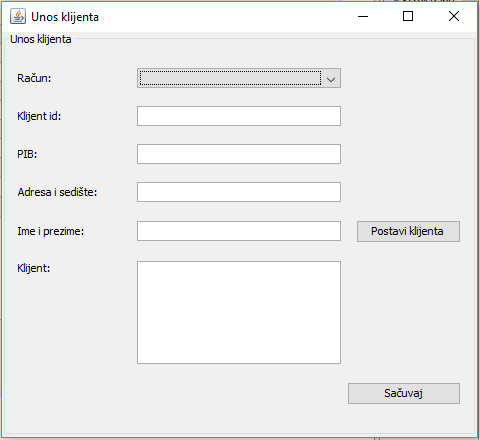 Unos klijenta
Unos klijenta
Račun:
Klijent id:
PIB:
Adresa i sedište:
Ime i prezime:
Postavi klijenta
Klijent:
Sačuvaj